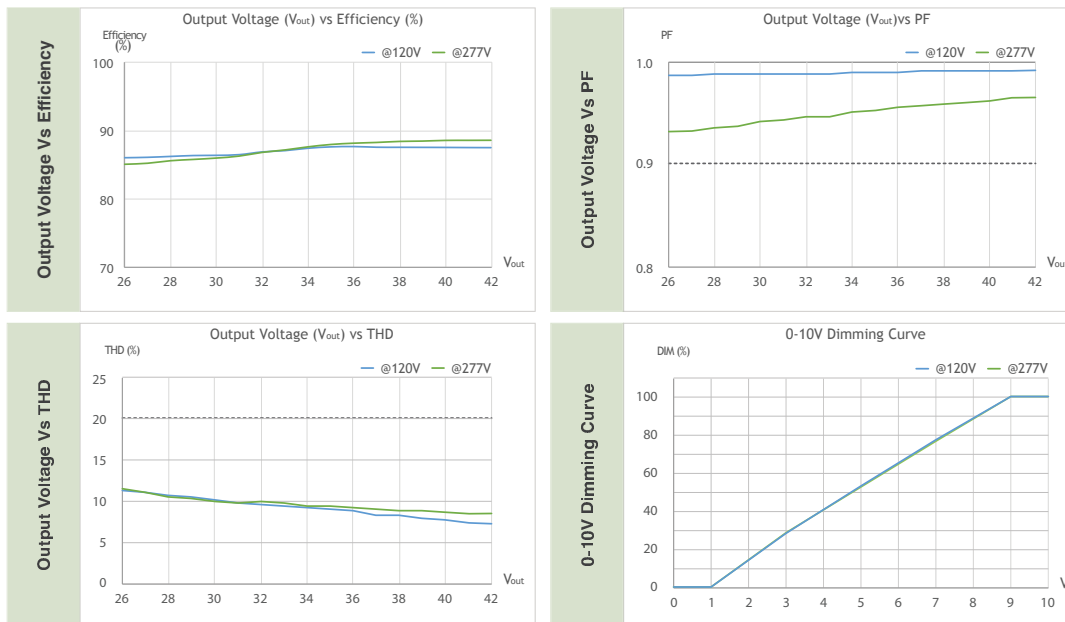 Output Voltage Vs Efficiency
Output Voltage (Vout) vs Efficiency (%)
Efficiency
(%)
@120V @277V
100
90
80
70
26 28 30 32 34 36 38 40 42
Vout
Output Voltage Vs PF
Output Voltage (Vout)vs PF
PF
@120V @277V
1.0
0.9
0.8
26 28 30 32 34 36 38 40 42
Vout
Output Voltage Vs THD
Output Voltage (Vout) vs THD
THD (%)
@120V @277V
25
20
15
10
5
0
26 28 30 32 34 36 38 40 42
Vout
0-10V Dimming Curve
0-10V Dimming Curve
DIM (%)
@120V @277V
100
80
60
40
20
0
0 1 2 3 4 5 6 7 8 9 10
V